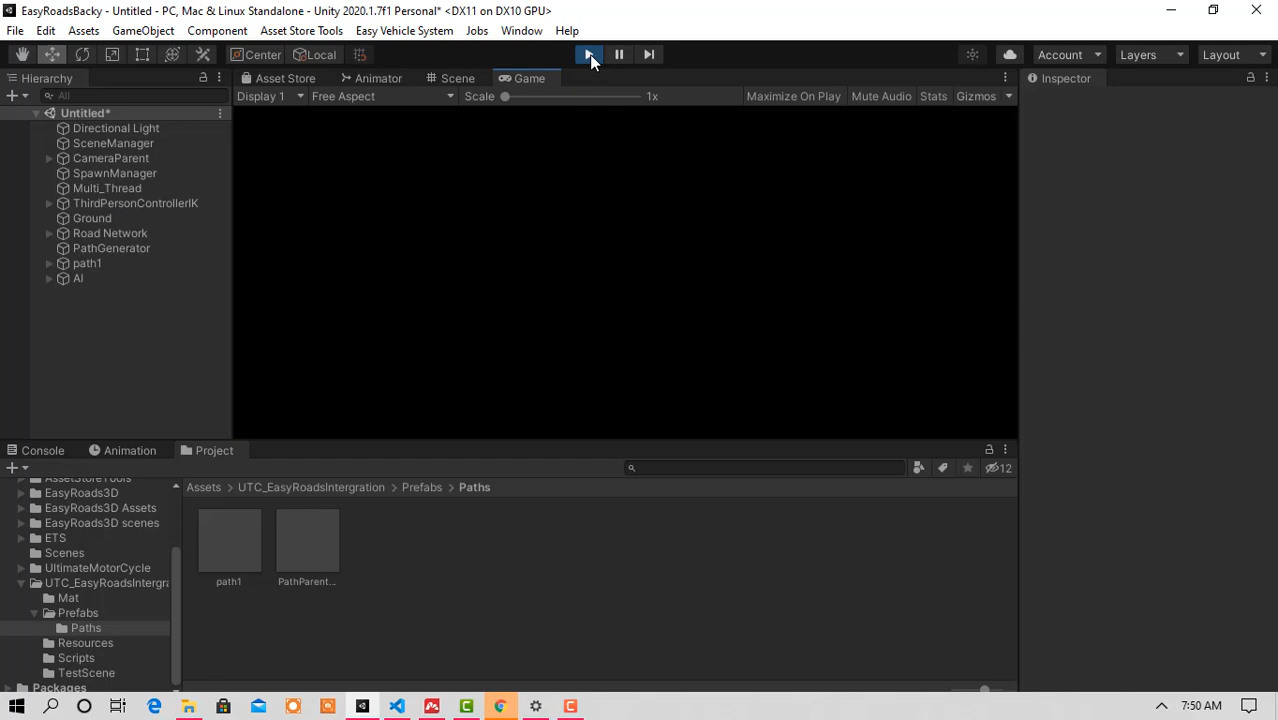 EasyRoadsBacky - Untitled - PC, Mac & Linux Standalone - Unity 2020.1.7f1 Personal* <DX11 on DX10 GPU>
File Edit Assets GameObject Component Asset Store Tools Easy Vehicle System Jobs Window Help
Center Local Account Layers Layout
Hierarchy Asset Store Animator Scene Game Inspector
All Display 1 Free Aspect Scale 1x Maximize On Play Mute Audio Stats Gizmos
Untitled*
Directional Light
SceneManager
CameraParent
SpawnManager
Multi_Thread
ThirdPersonControllerIK
Ground
Road Network
PathGenerator
path1
AI
Console Animation Project
12
AssetStoreTools
EasyRoads3D
EasyRoads3D Assets
EasyRoads3D scenes
ETS
Scenes
UltimateMotorCycle
UTC_EasyRoadsIntergra
Mat
Prefabs
Paths
Resources
Scripts
TestScene
Packages
Assets > UTC_EasyRoadsIntergration > Prefabs > Paths
path1 PathParent...
7:50 AM